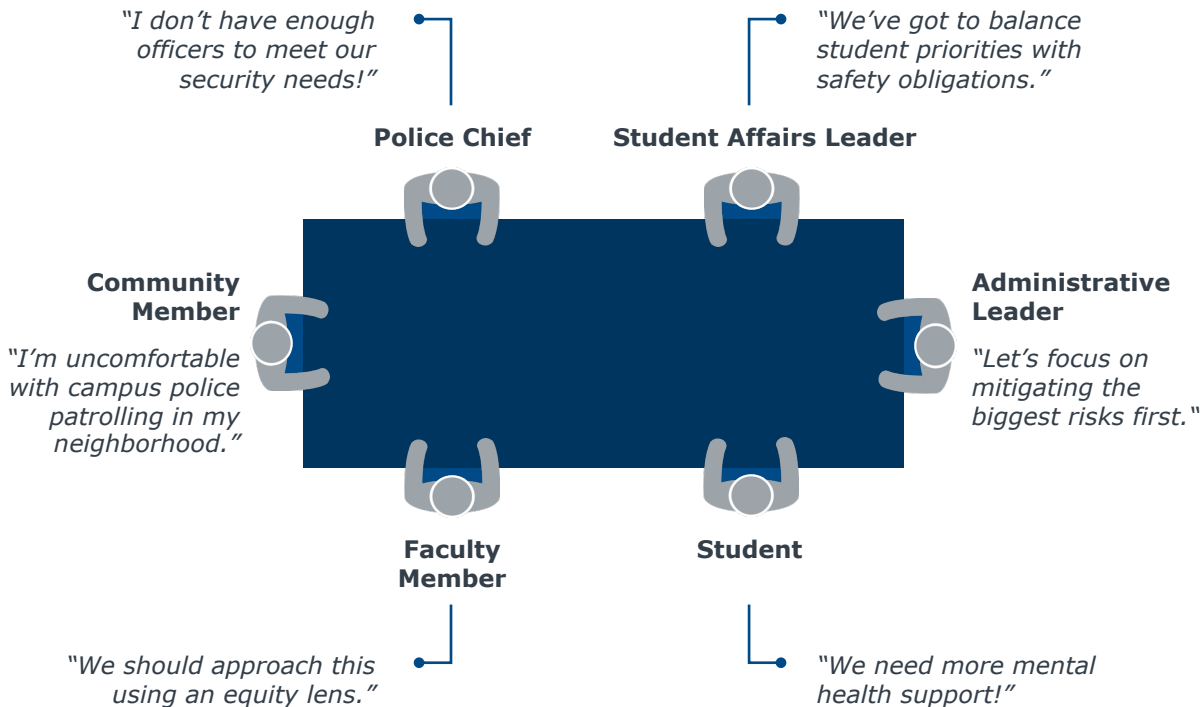 “I don’t have enough
officers to meet our
security needs!”
“We’ve got to balance
student priorities with
safety obligations.”
Police Chief
Student Affairs Leader
Community
Member
“I’m uncomfortable
with campus police
patrolling in my
neighborhood.”
Administrative
Leader
“Let’s focus on
mitigating the
biggest risks first.“
Faculty
Member
Student
“We should approach this
using an equity lens.”
“We need more mental
health support!”